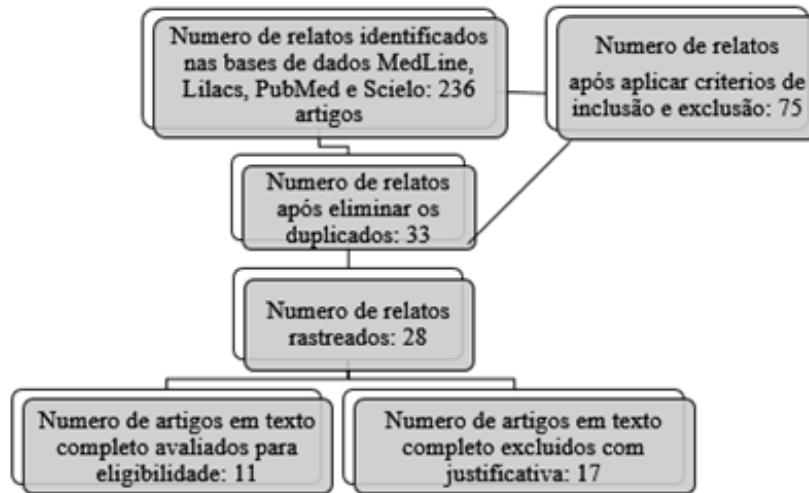 Numero de relatos identificados
nas bases de dados MedLine,
Lilacs, PubMed e Scielo: 236
artigos
Numero de relatos
após aplicar criterios de
inclusão e exclusão: 75
Numero de relatos
após eliminar os
duplicados: 33
Numero de relatos
rastreados: 28
Numero de artigos em texto
completo avaliados para
eligibilidade: 11
Numero de artigos em texto
completo excluidos com
justificativa: 17